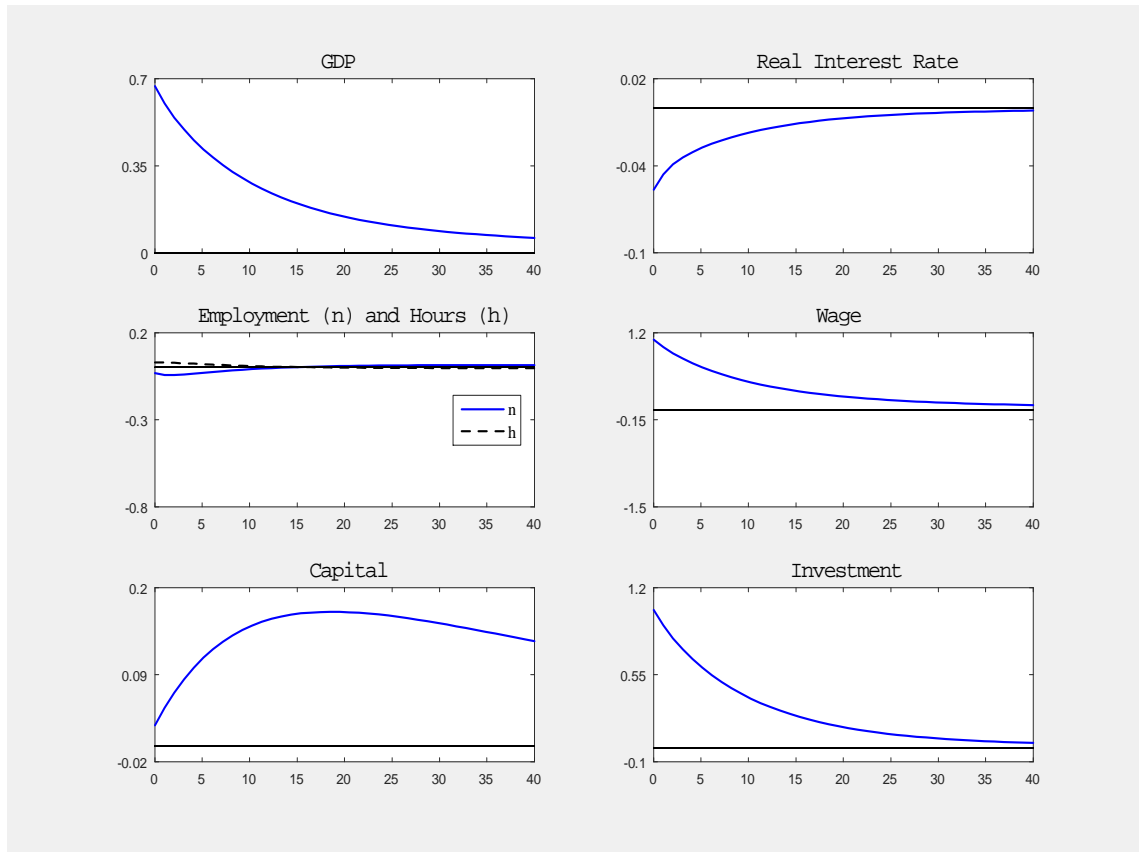 GDP
0.7
0.35
0
0 5 10 15 20 25 30 35 40
Real Interest Rate
0.02
-0.04
-0.1
0 5 10 15 20 25 30 35 40
Employment (n) and Hours (h)
0.2
-0.3
-0.8
n
h
0 5 10 15 20 25 30 35 40
Wage
1.2
-0.15
-1.5
0 5 10 15 20 25 30 35 40
Capital
0.2
0.09
-0.02
0 5 10 15 20 25 30 35 40
Investment
1.2
0.55
-0.1
0 5 10 15 20 25 30 35 40